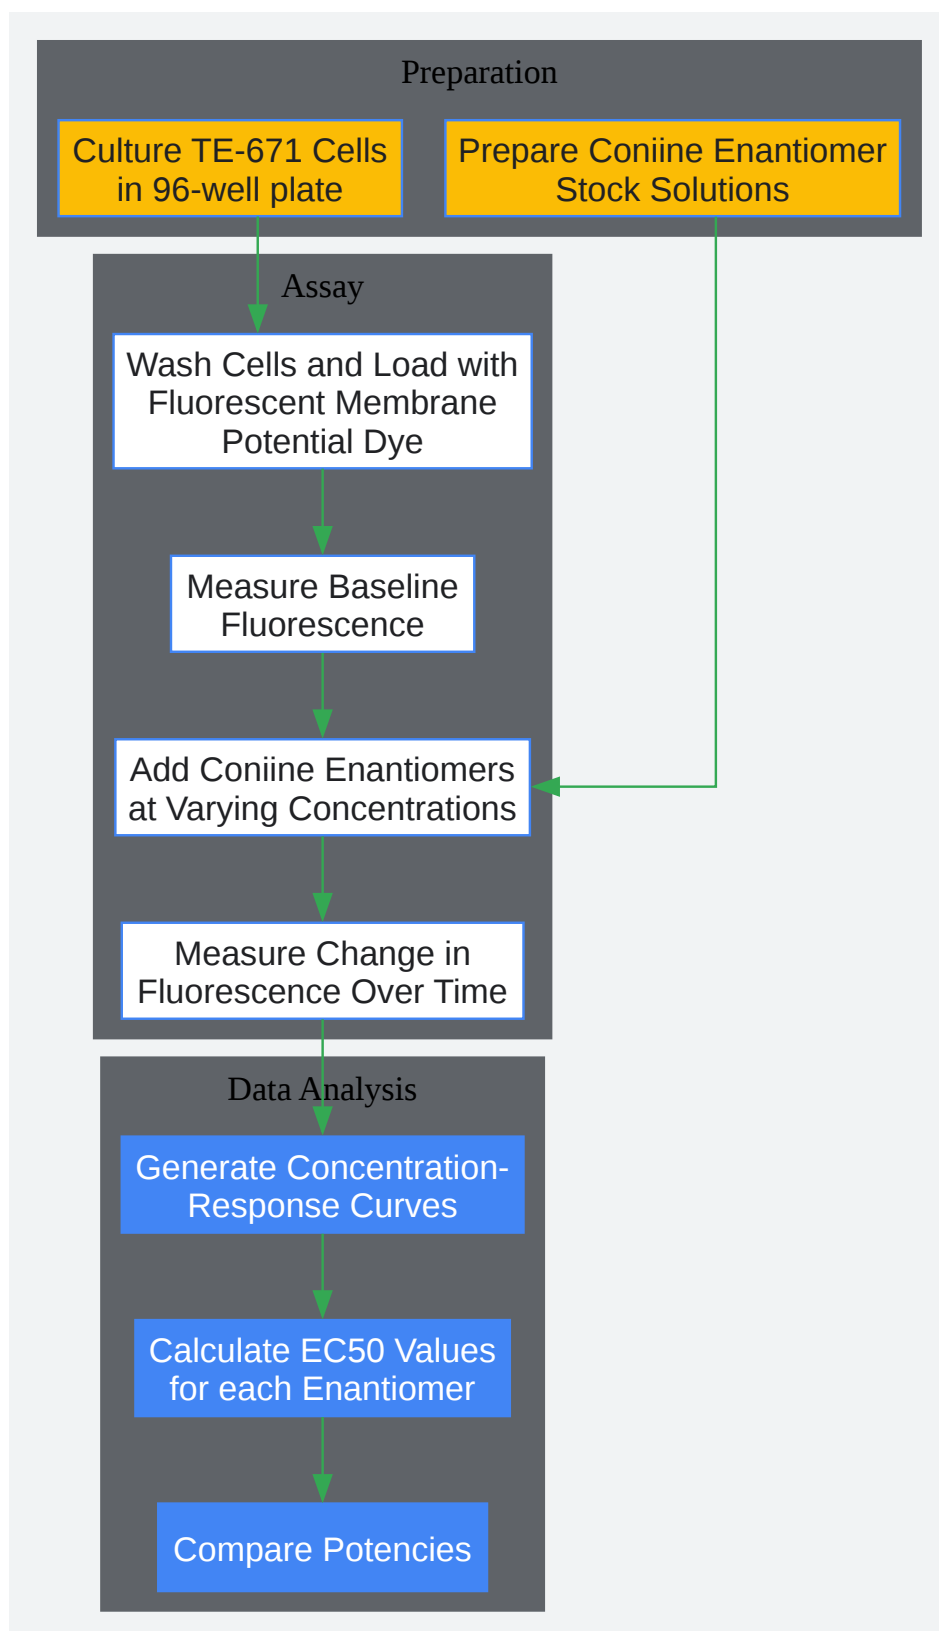 Preparation
Culture TE-671 Cells
in 96-well plate
Prepare Coniine Enantiomer
Stock Solutions
Assay
Wash Cells and Load with
Fluorescent Membrane
Potential Dye
Measure Baseline
Fluorescence
Add Coniine Enantiomers
at Varying Concentrations
Measure Change in
Fluorescence Over Time
Data Analysis
Generate Concentration-
Response Curves
Calculate EC50 Values
for each Enantiomer
Compare Potencies